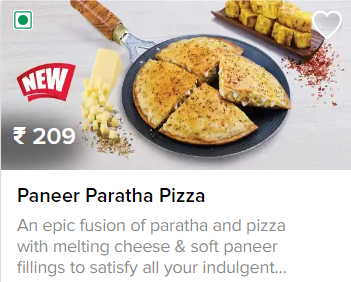 NEW
₹ 209
Paneer Paratha Pizza
An epic fusion of paratha and pizza
with melting cheese & soft paneer
fillings to satisfy all your indulgent...